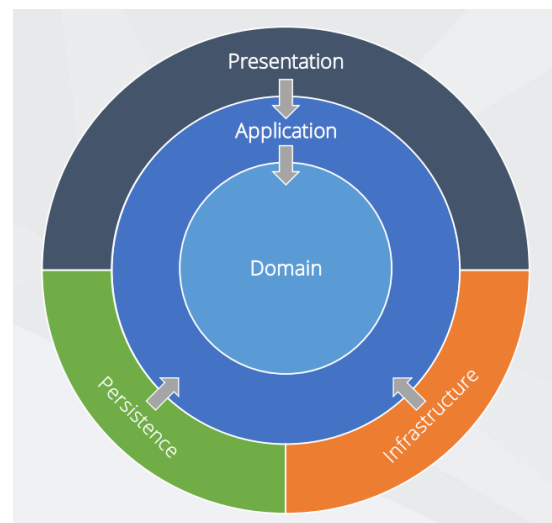 Presentation
Application
Domain
Persistence
Infrastructure